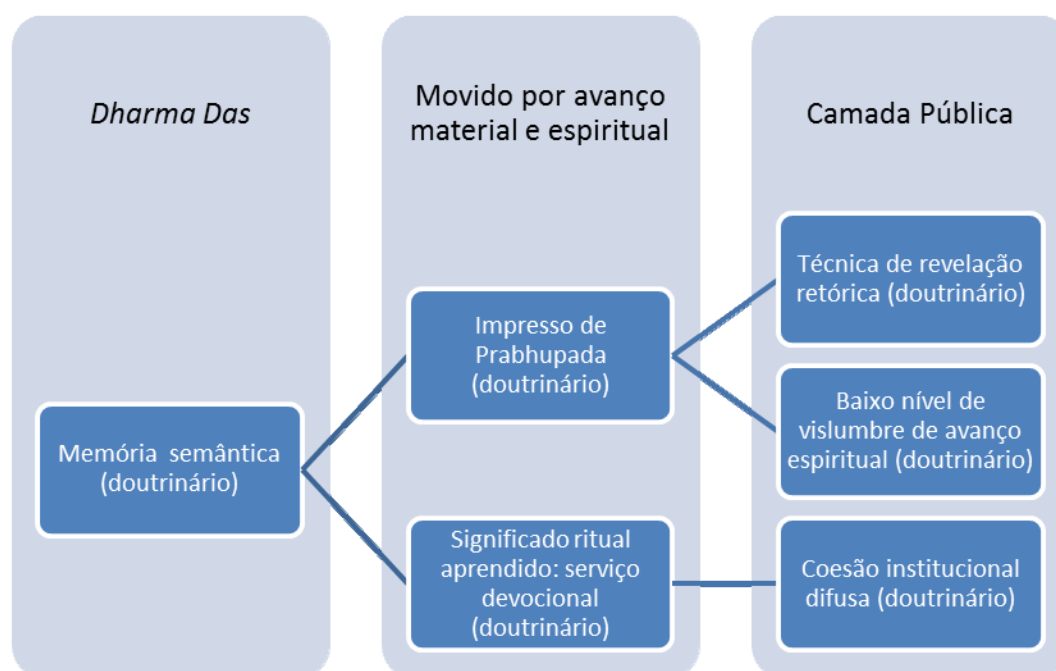 Dharma Das
Movido por avanço
material e espiritual
Camada Pública
Memória semântica
(doutrinário)
Impresso de
Prabhupada
(doutrinário)
Significado ritual
aprendido: serviço
devocional
(doutrinário)
Técnica de revelação
retórica (doutrinário)
Baixo nível de
vislumbre de avanço
espiritual (doutrinário)
Coesão institucional
difusa (doutrinário)